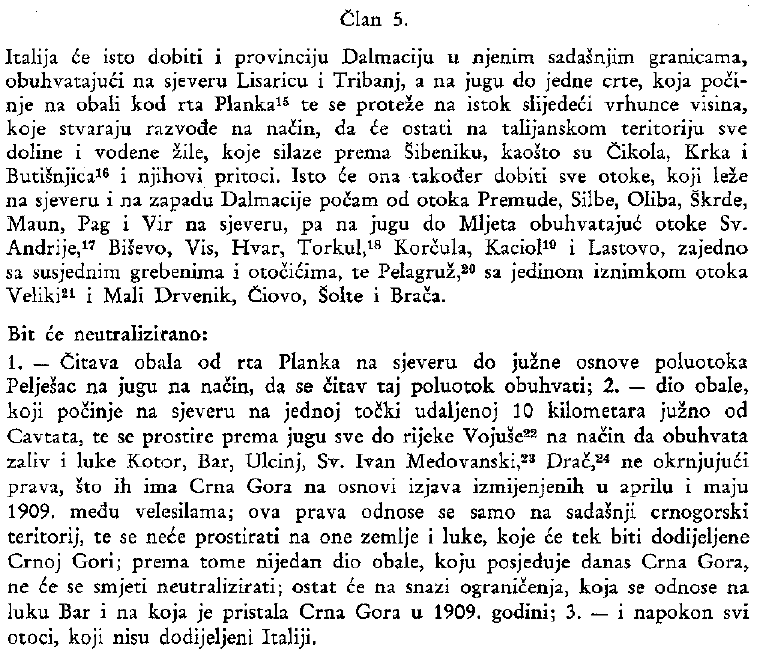 Član 5.
Italija će isto dobiti i provinciju Dalmaciju u njenim sadašnjim granicama,
obuhvatajući na sjeveru Lisaricu i Tribanj, a na jugu do jedne crte, koja poči-
nje na obali kod rta Planka¹⁵ te se proteže na istok slijedeći vrhunce visina,
koje stvaraju razvođe na način, da će ostati na talijanskom teritoriju sve
doline i vodene žile, koje silaze prema Šibeniku, kaošto su Čikola, Krka i
Butišnjica¹⁶ i njihovi pritoci. Isto će ona također dobiti sve otoke, koji leže
na sjeveru i na zapadu Dalmacije počam od otoka Premude, Silbe, Oliba, Škrde,
Maun, Pag i Vir na sjeveru, pa na jugu do Mljeta obuhvatajuć otoke Sv.
Andrije,¹⁷ Biševo, Vis, Hvar, Torkul,¹⁸ Korčula, Kaciol¹⁹ i Lastovo, zajedno
sa susjednim grebenima i otočićima, te Pelagruž,²⁰ sa jedinom iznimkom otoka
Veliki²¹ i Mali Drvenik, Čiovo, Šolte i Brača.
Bit će neutralizirano:
1. — Čitava obala od rta Planka na sjeveru do južne osnove poluotoka
Pelješac na jugu na način, da se čitav taj poluotok obuhvati; 2. — dio obale,
koji počinje na sjeveru na jednoj točki udaljenoj 10 kilometara južno od
Cavtata, te se prostire prema jugu sve do rijeke Vojuše²² na način da obuhvata
zaliv i luke Kotor, Bar, Ulcinj, Sv. Ivan Medovanski,²³ Drač,²⁴ ne okrnjujući
prava, što ih ima Crna Gora na osnovi izjava izmijenjenih u aprilu i maju
1909. među velesilama; ova prava odnose se samo na sadašnji crnogorski
teritorij, te se neće prostirati na one zemlje i luke, koje će tek biti dodijeljene
Crnoj Gori; prema tome nijedan dio obale, koju posjeduje danas Crna Gora,
ne će se smjeti neutralizirati; ostat će na snazi ograničenja, koja se odnose na
luku Bar i na koja je pristala Crna Gora u 1909. godini; 3. — i napokon svi
otoci, koji nisu dodijeljeni Italiji.